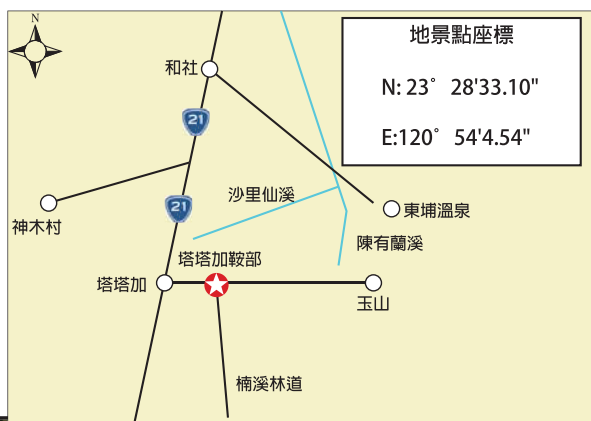 N
地景點座標
N: 23° 28'33.10"
E:120° 54'4.54"
和社
21
沙里仙溪
21
東埔溫泉
神木村
陳有蘭溪
塔塔加鞍部
塔塔加
玉山
楠溪林道